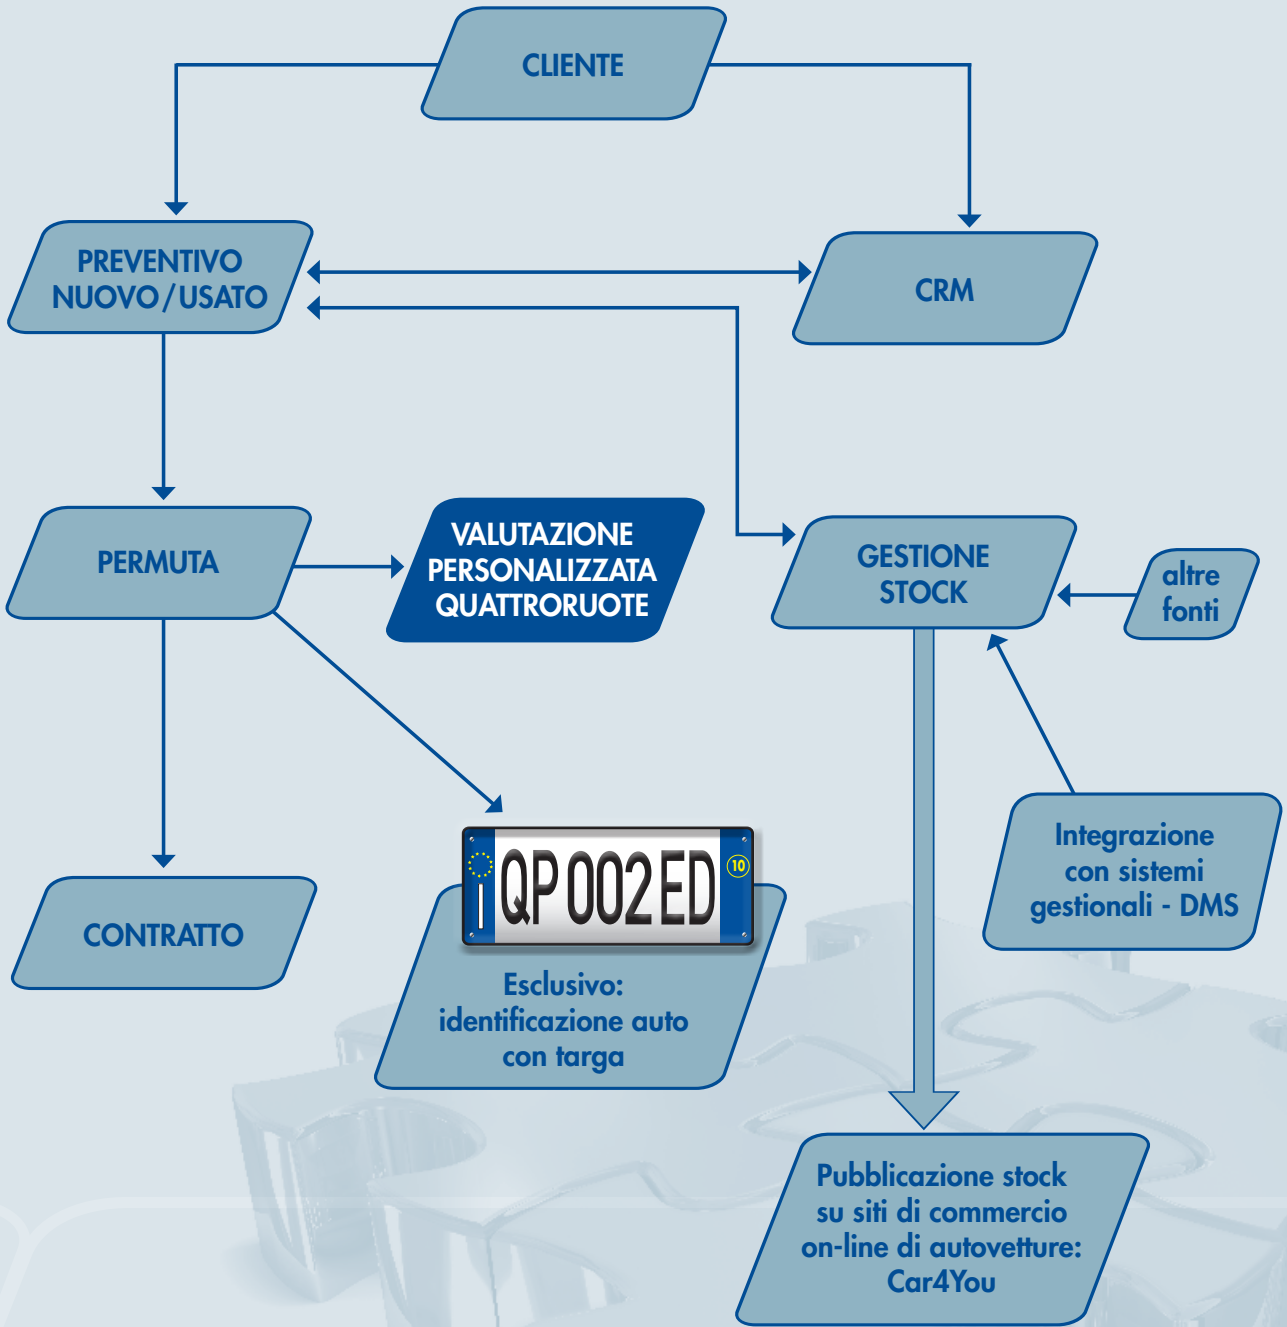 CLIENTE
PREVENTIVO
NUOVO/USATO
CRM
PERMUTA
VALUTAZIONE
PERSONALIZZATA
QUATTRORUOTE
GESTIONE
STOCK
altre
fonti
Integrazione
con sistemi
gestionali - DMS
CONTRATTO
I QP 002 ED 10
Esclusivo:
identificazione auto
con targa
Pubblicazione stock
su siti di commercio
on-line di autovetture:
Car4You